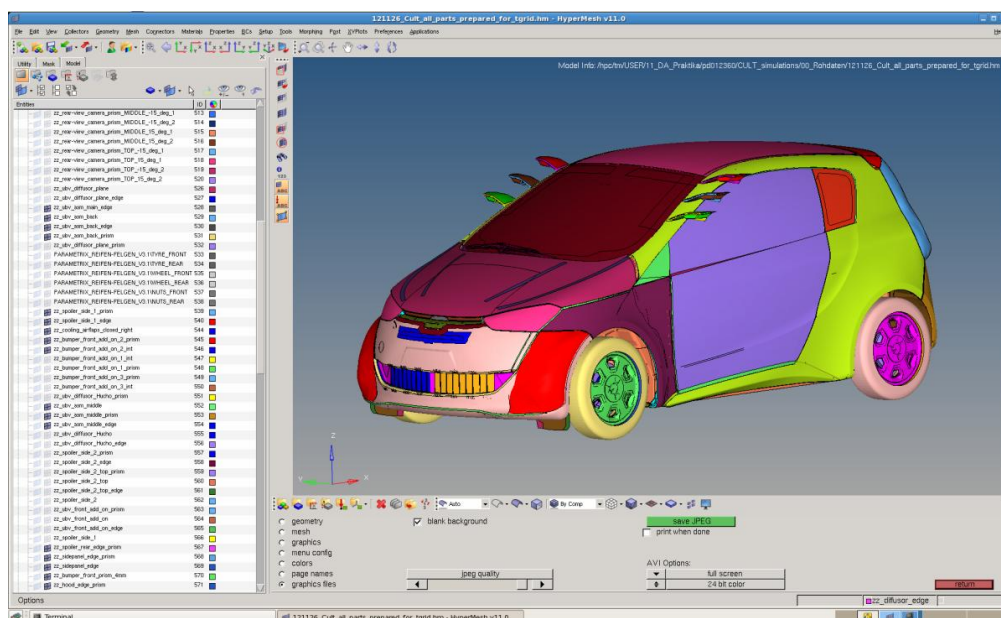 121126_Cult_all_parts_prepared_for_tgrid.hm - HyperMesh v11.0
File Edit View Collectors Geometry Mesh Connectors Materials Properties BCs Setup Tools Morphing Post XYPlots Preferences Applications
Utility Mask Model
Model Info: /hpc/tm/USER/11_DA_Praktika/pd012360/CULT_simulations/00_Rohdaten/121126_Cult_all_parts_prepared_for_tgrid.hm
Entities ID
zz_rear-view_camera_prism_MIDDLE_-15_deg_1 513
zz_rear-view_camera_prism_MIDDLE_-15_deg_2 514
zz_rear-view_camera_prism_MIDDLE_15_deg_1 515
zz_rear-view_camera_prism_MIDDLE_15_deg_2 516
zz_rear-view_camera_prism_TOP_-15_deg_1 517
zz_rear-view_camera_prism_TOP_15_deg_1 518
zz_rear-view_camera_prism_TOP_-15_deg_2 519
zz_rear-view_camera_prism_TOP_15_deg_2 520
zz_ubv_diffusor_plane 526
zz_ubv_diffusor_plane_edge 527
zz_ubv_asm_main_edge 528
zz_ubv_asm_back 529
zz_ubv_asm_back_edge 530
zz_ubv_asm_back_prism 531
zz_ubv_diffusor_plane_prism 532
PARAMETRIX_REIFEN-FELGEN_V3.1\TYRE_FRONT 533
PARAMETRIX_REIFEN-FELGEN_V3.1\TYRE_REAR 534
PARAMETRIX_REIFEN-FELGEN_V3.1\WHEEL_FRONT 535
PARAMETRIX_REIFEN-FELGEN_V3.1\WHEEL_REAR 536
PARAMETRIX_REIFEN-FELGEN_V3.1\NUTS_FRONT 537
PARAMETRIX_REIFEN-FELGEN_V3.1\NUTS_REAR 538
zz_spoiler_side_1_prism 539
zz_spoiler_side_1_edge 540
zz_cooling_airflaps_closed_right 544
zz_bumper_front_add_on_2_prism 545
zz_bumper_front_add_on_2_int 546
zz_bumper_front_add_on_1_int 547
zz_bumper_front_add_on_1_prism 548
zz_bumper_front_add_on_3_prism 549
zz_bumper_front_add_on_3_int 550
zz_ubv_diffusor_Hucho_prism 551
zz_ubv_asm_middle 552
zz_ubv_asm_middle_prism 553
zz_ubv_asm_middle_edge 554
zz_ubv_diffusor_Hucho 555
zz_ubv_diffusor_Hucho_edge 556
zz_spoiler_side_2_prism 557
zz_spoiler_side_2_edge 558
zz_spoiler_side_2_top_prism 559
zz_spoiler_side_2_top 560
zz_spoiler_side_2_top_edge 561
zz_spoiler_side_2 562
zz_ubv_front_add_on_prism 563
zz_ubv_front_add_on 564
zz_ubv_front_add_on_edge 565
zz_spoiler_side_1 566
zz_spoiler_rear_edge_prism 567
zz_sidepanel_edge_prism 568
zz_sidepanel_edge 569
zz_bumper_front_prism_4mm 570
zz_hood_edge_prism 571
Z
Y
X
Auto
By Comp
geometry
mesh
graphics
menu config
colors
page names
graphics files
blank background
jpeg quality
save JPEG
print when done
AVI Options:
full screen
24 bit color
return
Options
zz_diffusor_edge
Terminal
121126_Cult_all_parts_prepared_for_tgrid.hm - HyperMesh v11.0